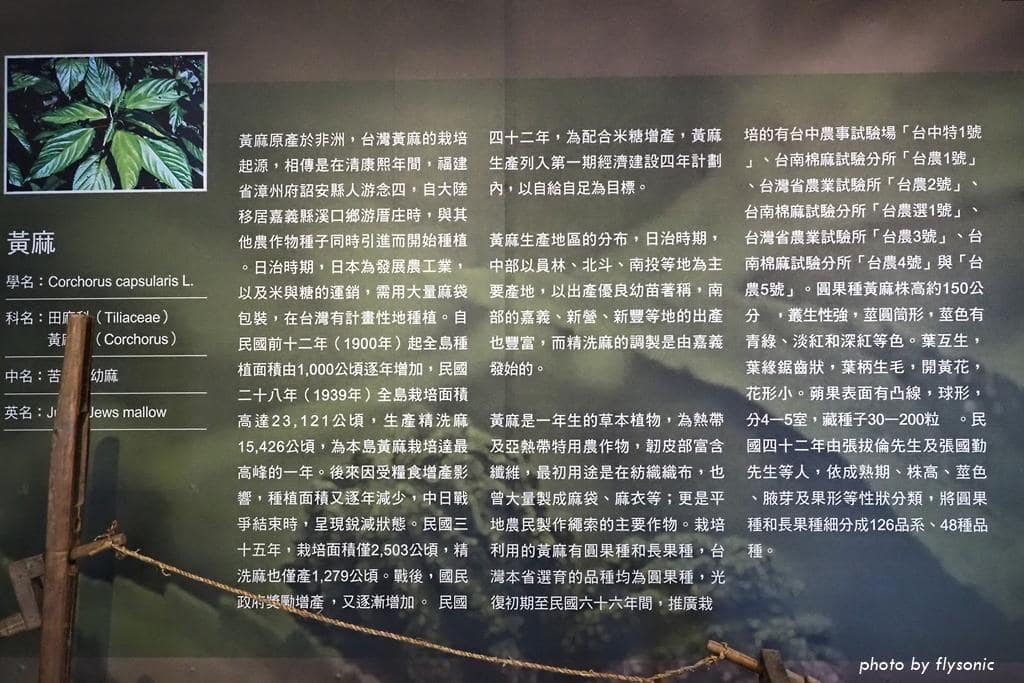 黃麻
學名：Corchorus capsularis L.
科名：田麻科（Tiliaceae）
黃 （Corchorus）
中名：苦 幼麻
英名：Ju Jews mallow
黃麻原產於非洲，台灣黃麻的栽培
起源，相傳是在清康熙年間，福建
省漳州府詔安縣人游念四，自大陸
移居嘉義縣溪口鄉游厝庄時，與其
他農作物種子同時引進而開始種植
。日治時期，日本為發展農工業，
以及米與糖的運銷，需用大量麻袋
包裝，在台灣有計畫性地種植。自
民國前十二年（1900年）起全島種
植面積由1,000公頃逐年增加，民國
二十八年（1939年）全島栽培面積
高達23,121公頃，生產精洗麻
15,426公頃，為本島黃麻栽培達最
高峰的一年。後來因受糧食增產影
響，種植面積又逐年減少，中日戰
爭結束時，呈現銳減狀態。民國三
十五年，栽培面積僅2,503公頃，精
洗麻也僅產1,279公頃。戰後，國民
政府獎勵增產，又逐漸增加。 民國
四十二年，為配合米糖增產，黃麻
生產列入第一期經濟建設四年計劃
內，以自給自足為目標。
黃麻生產地區的分布，日治時期，
中部以員林、北斗、南投等地為主
要產地，以出產優良幼苗著稱，南
部的嘉義、新營、新豐等地的出產
也豐富，而精洗麻的調製是由嘉義
發始的。
黃麻是一年生的草本植物，為熱帶
及亞熱帶特用農作物，韌皮部富含
纖維，最初用途是在紡織織布，也
曾大量製成麻袋、麻衣等；更是平
地農民製作繩索的主要作物。栽培
利用的黃麻有圓果種和長果種，台
灣本省選育的品種均為圓果種，光
復初期至民國六十六年間，推廣栽
培的有台中農事試驗場「台中特1號
」、台南棉麻試驗分所「台農1號」
、台灣省農業試驗所「台農2號」、
台南棉麻試驗分所「台農選1號」、
台灣省農業試驗所「台農3號」、台
南棉麻試驗分所「台農4號」與「台
農5號」。圓果種黃麻株高約150公
分 ，叢生性強，莖圓筒形，莖色有
青綠、淡紅和深紅等色。葉互生，
葉緣鋸齒狀，葉柄生毛，開黃花，
花形小。蒴果表面有凸線，球形，
分4—5室，藏種子30—200粒 。民
國四十二年由張拔倫先生及張國勤
先生等人，依成熟期、株高、莖色
、腋芽及果形等性狀分類，將圓果
種和長果種細分成126品系、48種品
種。
photo by flysonic